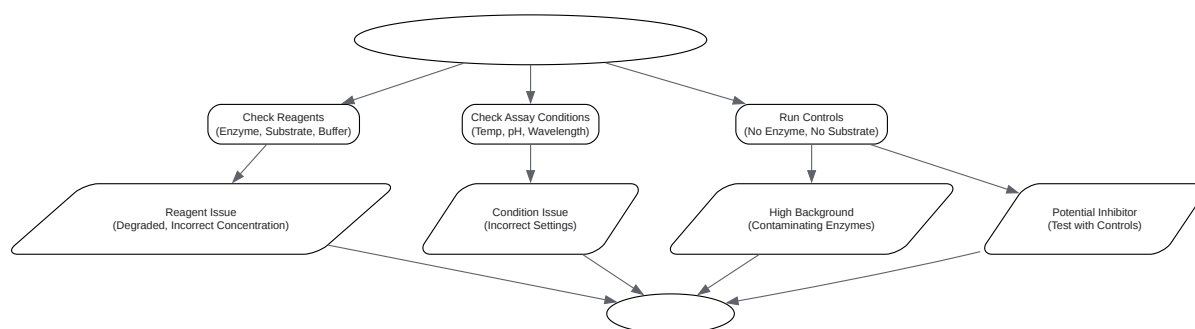 Check Reagents
(Enzyme, Substrate, Buffer)
Check Assay Conditions
(Temp, pH, Wavelength)
Run Controls
(No Enzyme, No Substrate)
Reagent Issue
(Degraded, Incorrect Concentration)
Condition Issue
(Incorrect Settings)
High Background
(Contaminating Enzymes)
Potential Inhibitor
(Test with Controls)